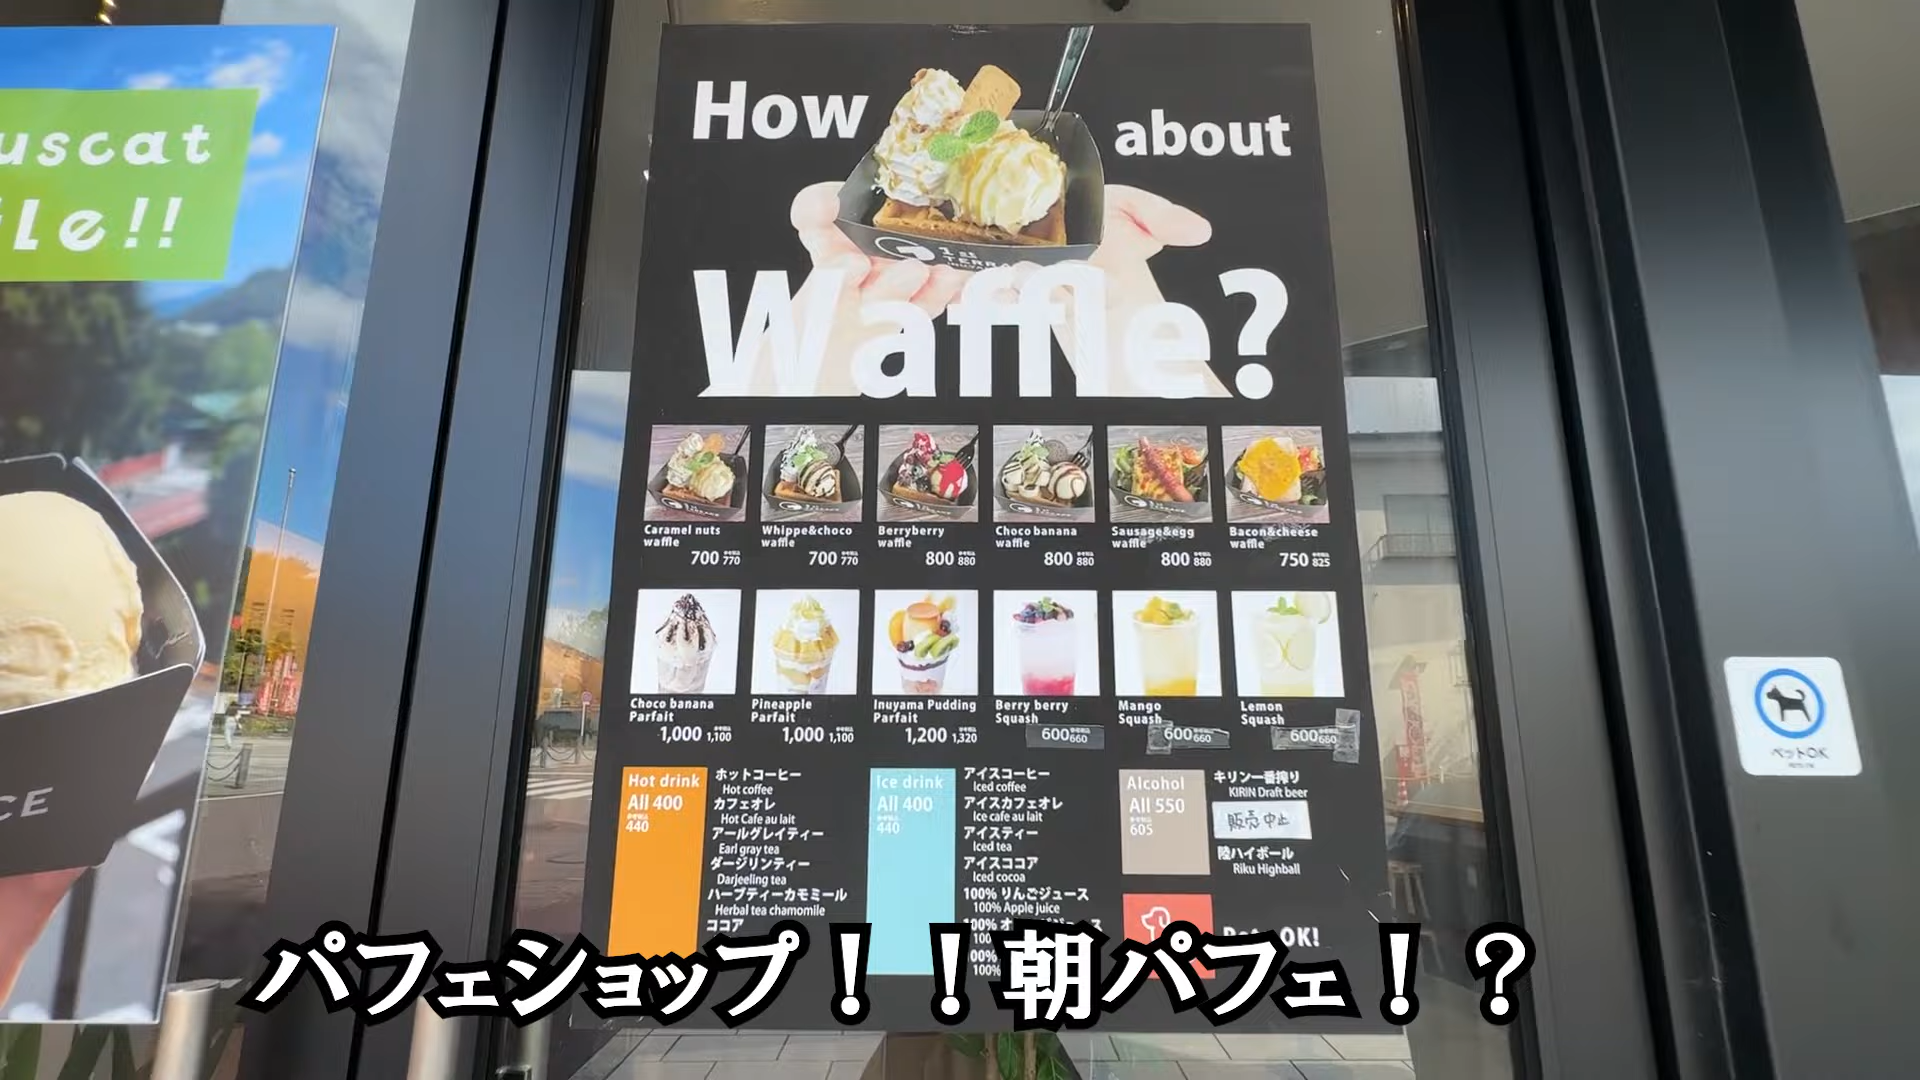 uscat
le!!
CE
How about
1st
TERRA
Waffle?
Caramel nuts
waffle
700 770
Whippe&choco
waffle
700 770
Berryberry
waffle
800 880
Choco banana
waffle
800 880
Sausage&egg
waffle
800 880
Bacon&cheese
waffle
750 825
Choco banana
Parfait
1,000 1,100
Pineapple
Parfait
1,000 1,100
Inuyama Pudding
Parfait
1,200 1,320
Berry berry
Squash
600 660
Mango
Squash
600 660
Lemon
Squash
600 660
Hot drink
All 400
440
ホットコーヒー
Hot coffee
カフェオレ
Hot Cafe au lait
アールグレイティー
Earl gray tea
ダージリンティー
Darjeeling tea
ハーブティーカモミール
Herbal tea chamomile
ココア
Ice drink
All 400
440
アイスコーヒー
Iced coffee
アイスカフェオレ
Ice cafe au lait
アイスティー
Iced tea
アイスココア
Iced cocoa
100% りんごジュース
100% Apple juice
100%
Alcohol
All 550
605
キリン一番搾り
KIRIN Draft beer
販売中止
陸ハイボール
Riku Highball
OK!
ペットOK
パフェショップ！！朝パフェ！？